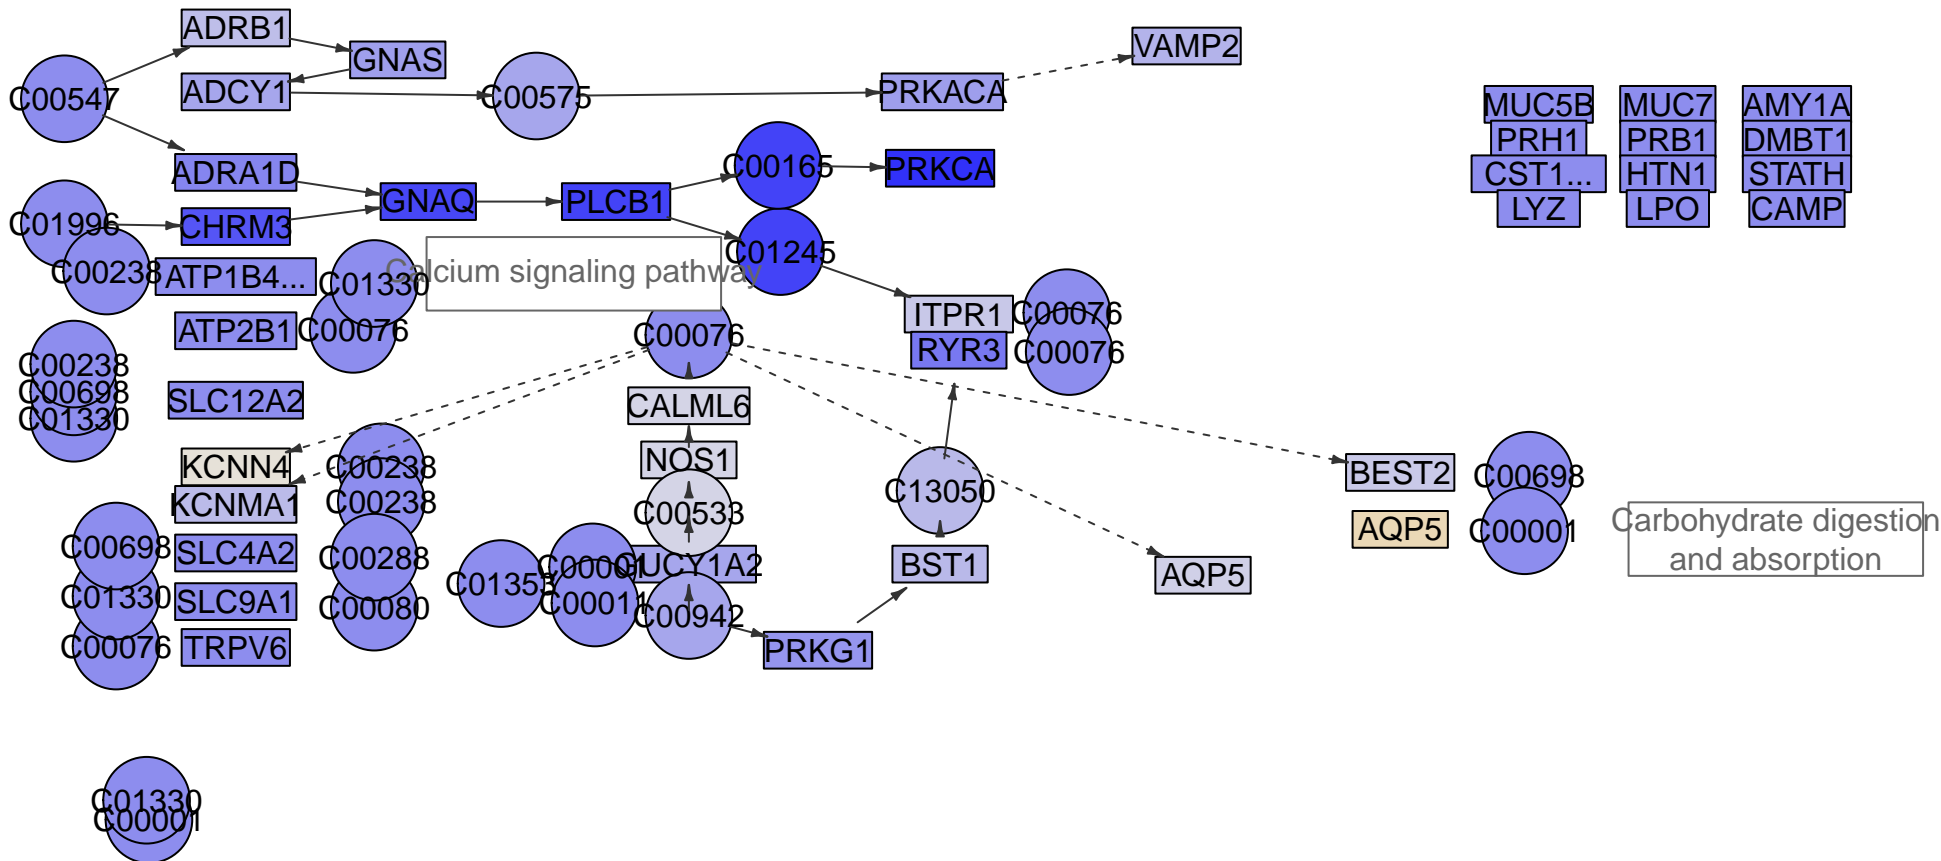 ADRB1
GNAS
VAMP2
C00547
ADCY1
C00575
PRKACA
MUC5B
MUC7
AMY1A
PRH1
PRB1
DMBT1
ADRA1D
C00165
PRKCA
CST1...
HTN1
STATH
GNAQ
PLCB1
LYZ
LPO
CAMP
C01996
CHRM3
C01245
C00238
ATP1B4...
C01330
Calcium signaling pathway
ATP2B1
C00076
C00076
ITPR1
C00076
RYR3
C00076
C00238
C00698
C01330
SLC12A2
CALML6
KCNN4
C00238
NOS1
BEST2
C00698
KCNMA1
C00238
C00533
C13050
AQP5
C00001
Carbohydrate digestion
and absorption
C00698
SLC4A2
C00288
C01353
C00001
GUCY1A2
BST1
AQP5
C01330
SLC9A1
C00080
C00011
C00942
C00076
TRPV6
PRKG1
C01330
C00001